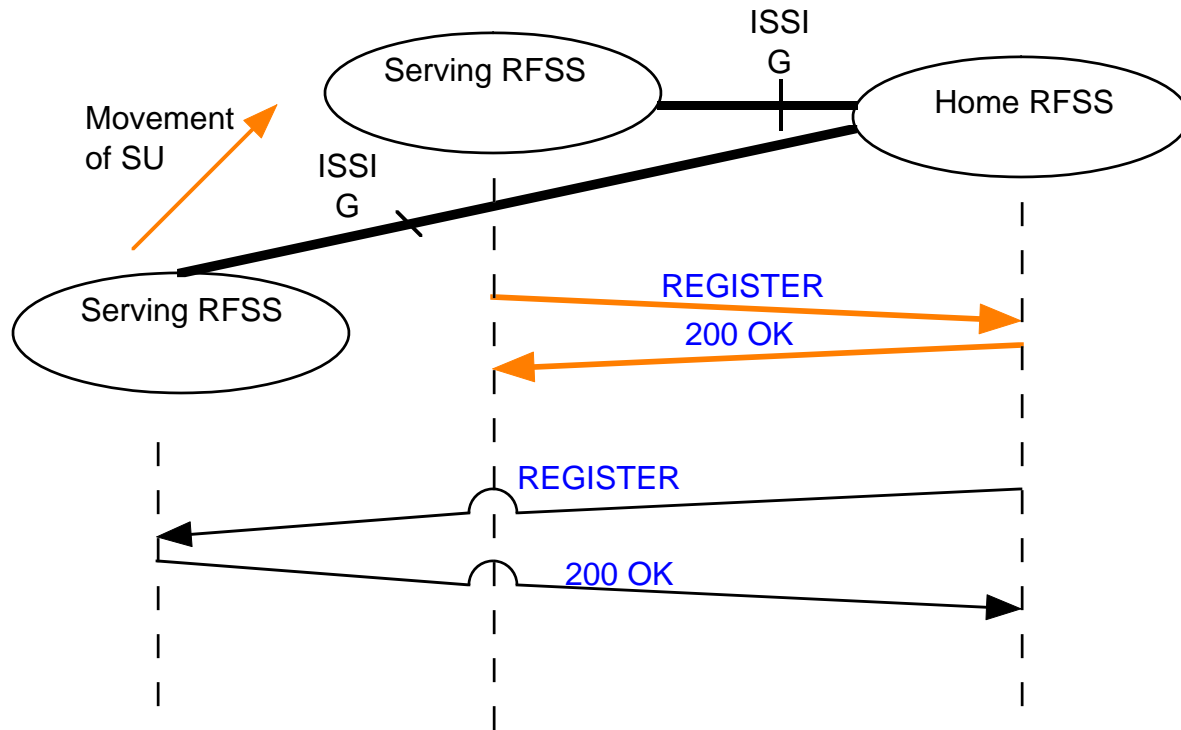 ISSI
G
Serving RFSS
Home RFSS
Movement
of SU
ISSI
G
Serving RFSS
REGISTER
200 OK
REGISTER
200 OK